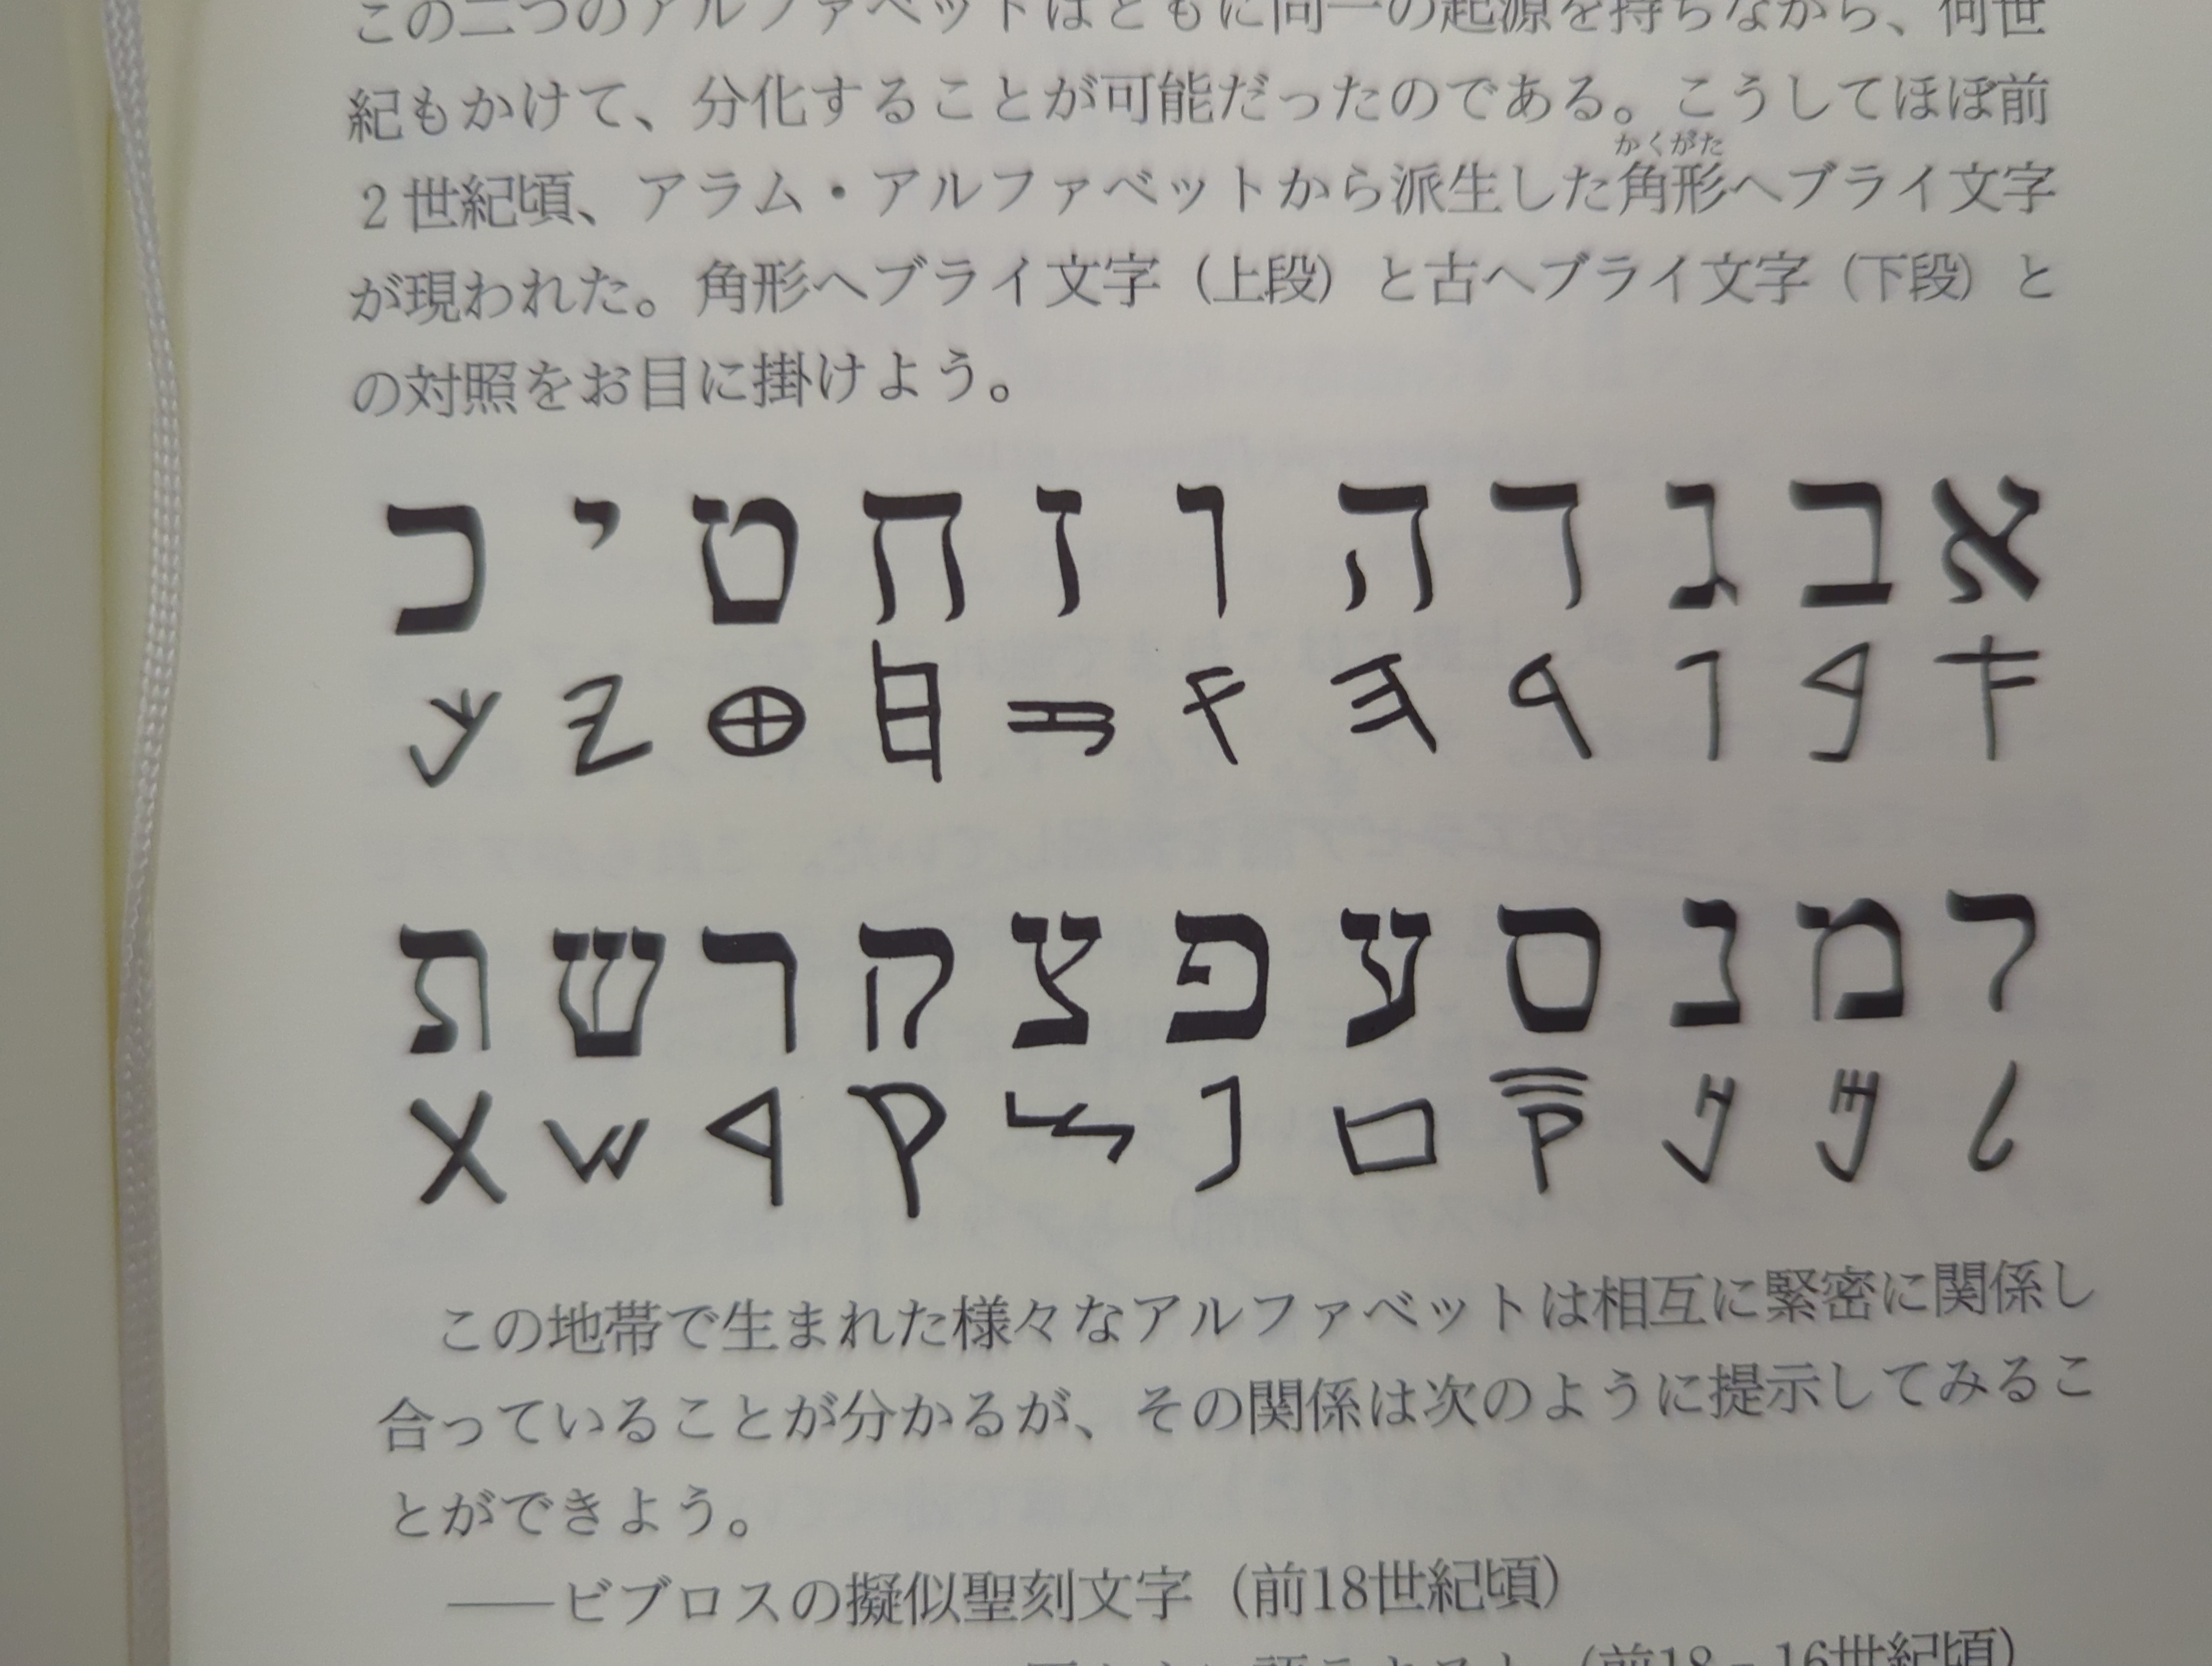 この二つのアルファベットはともに同一の起源を持ちながら、何世
紀もかけて、分化することが可能だったのである。こうしてほぼ前
2世紀頃、アラム・アルファベットから派生した角形かくがたヘブライ文字
が現われた。角形ヘブライ文字（上段）と古ヘブライ文字（下段）と
の対照をお目に掛けよう。
א ב ג ד ה ו ז ח ט י כ
𐤀 𐤁 𐤂 𐤃 𐤄 𐤅 𐤆 𐤇 𐤈 𐤉 𐤊
ל מ נ ס ע פ צ ק ר ש ת
𐤋 𐤌 𐤍 𐤎 𐤏 𐤐 𐤑 𐤒 𐤓 𐤔 𐤕
この地帯で生まれた様々なアルファベットは相互に緊密に関係し
合っていることが分かるが、その関係は次のように提示してみるこ
とができよう。
——ビブロスの擬似聖刻文字（前18世紀頃）
（前18－16世紀頃）